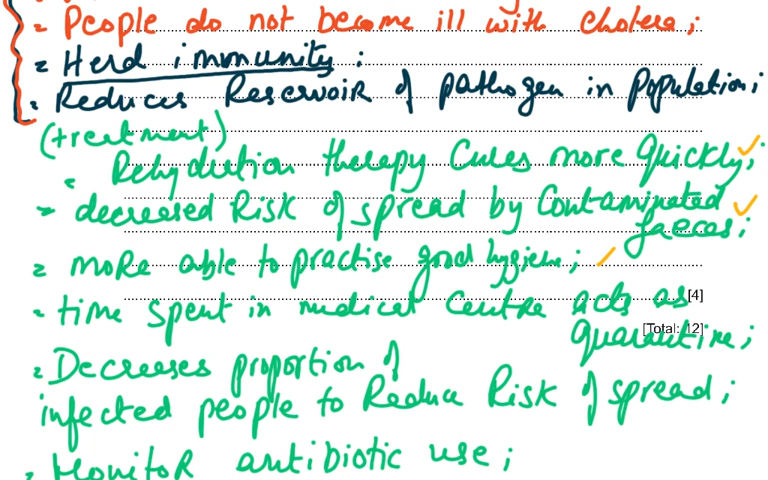 - People do not become ill with cholera;
- Herd immunity :
- Reduces Reservoir of pathogen in Population;
(treatment)
- Rehydration therapy Cures more Quickly; ✓
- decreased Risk of spread by Contaminated ✓
faeces;
- more able to practise good hygiene; ✓
- time spent in medical Centre acts as [4]
Quarantine; [Total: 12]
- Decreases proportion of
infected people to Reduce Risk of spread;
- Monitor antibiotic use;